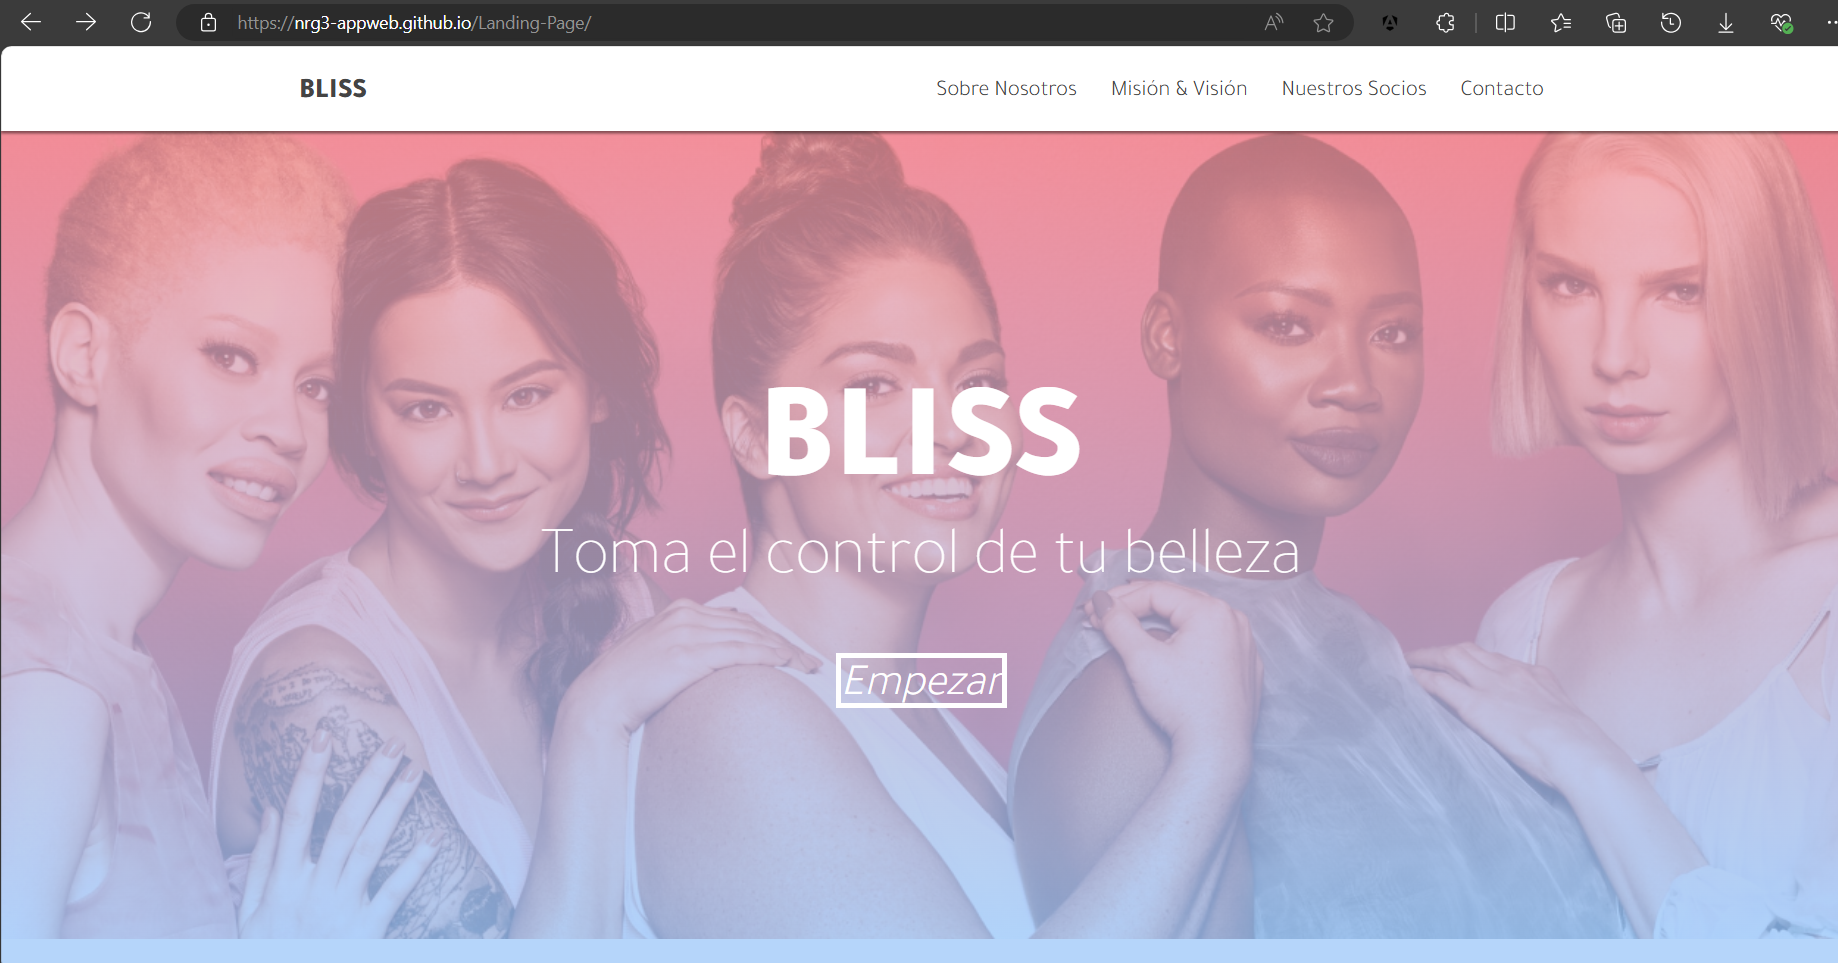 https://nrg3-appweb.github.io/Landing-Page/
BLISS
Sobre Nosotros Misión & Visión Nuestros Socios Contacto
BLISS
Toma el control de tu belleza
Empezar